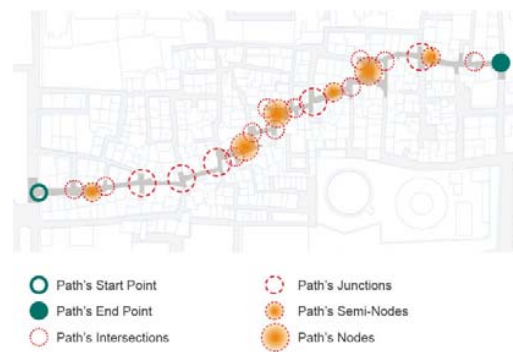 Path's Start Point
Path's End Point
Path's Intersections
Path's Junctions
Path's Semi-Nodes
Path's Nodes